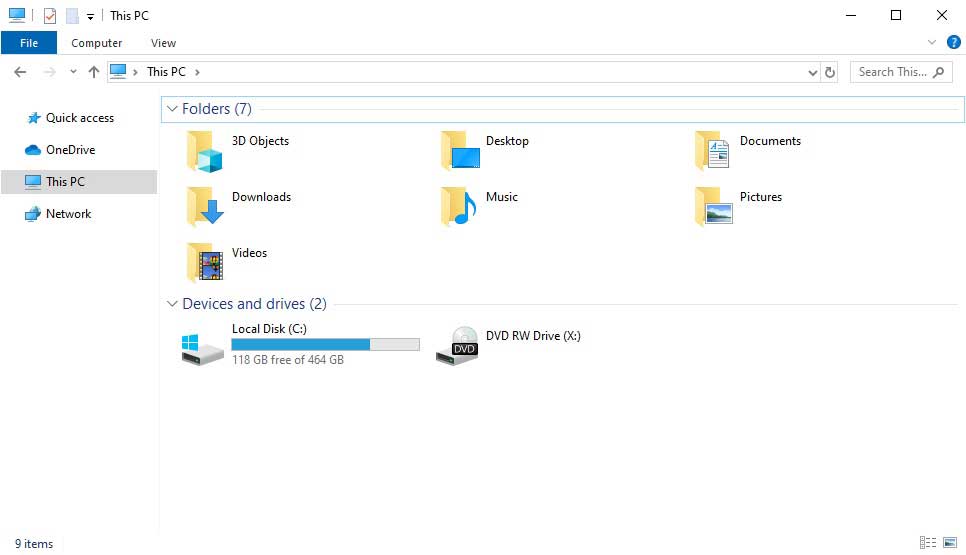 This PC
File Computer View
This PC
Search This...
Quick access
OneDrive
This PC
Network
Folders (7)
3D Objects
Desktop
Documents
Downloads
Music
Pictures
Videos
Devices and drives (2)
Local Disk (C:)
118 GB free of 464 GB
DVD
DVD RW Drive (X:)
9 items